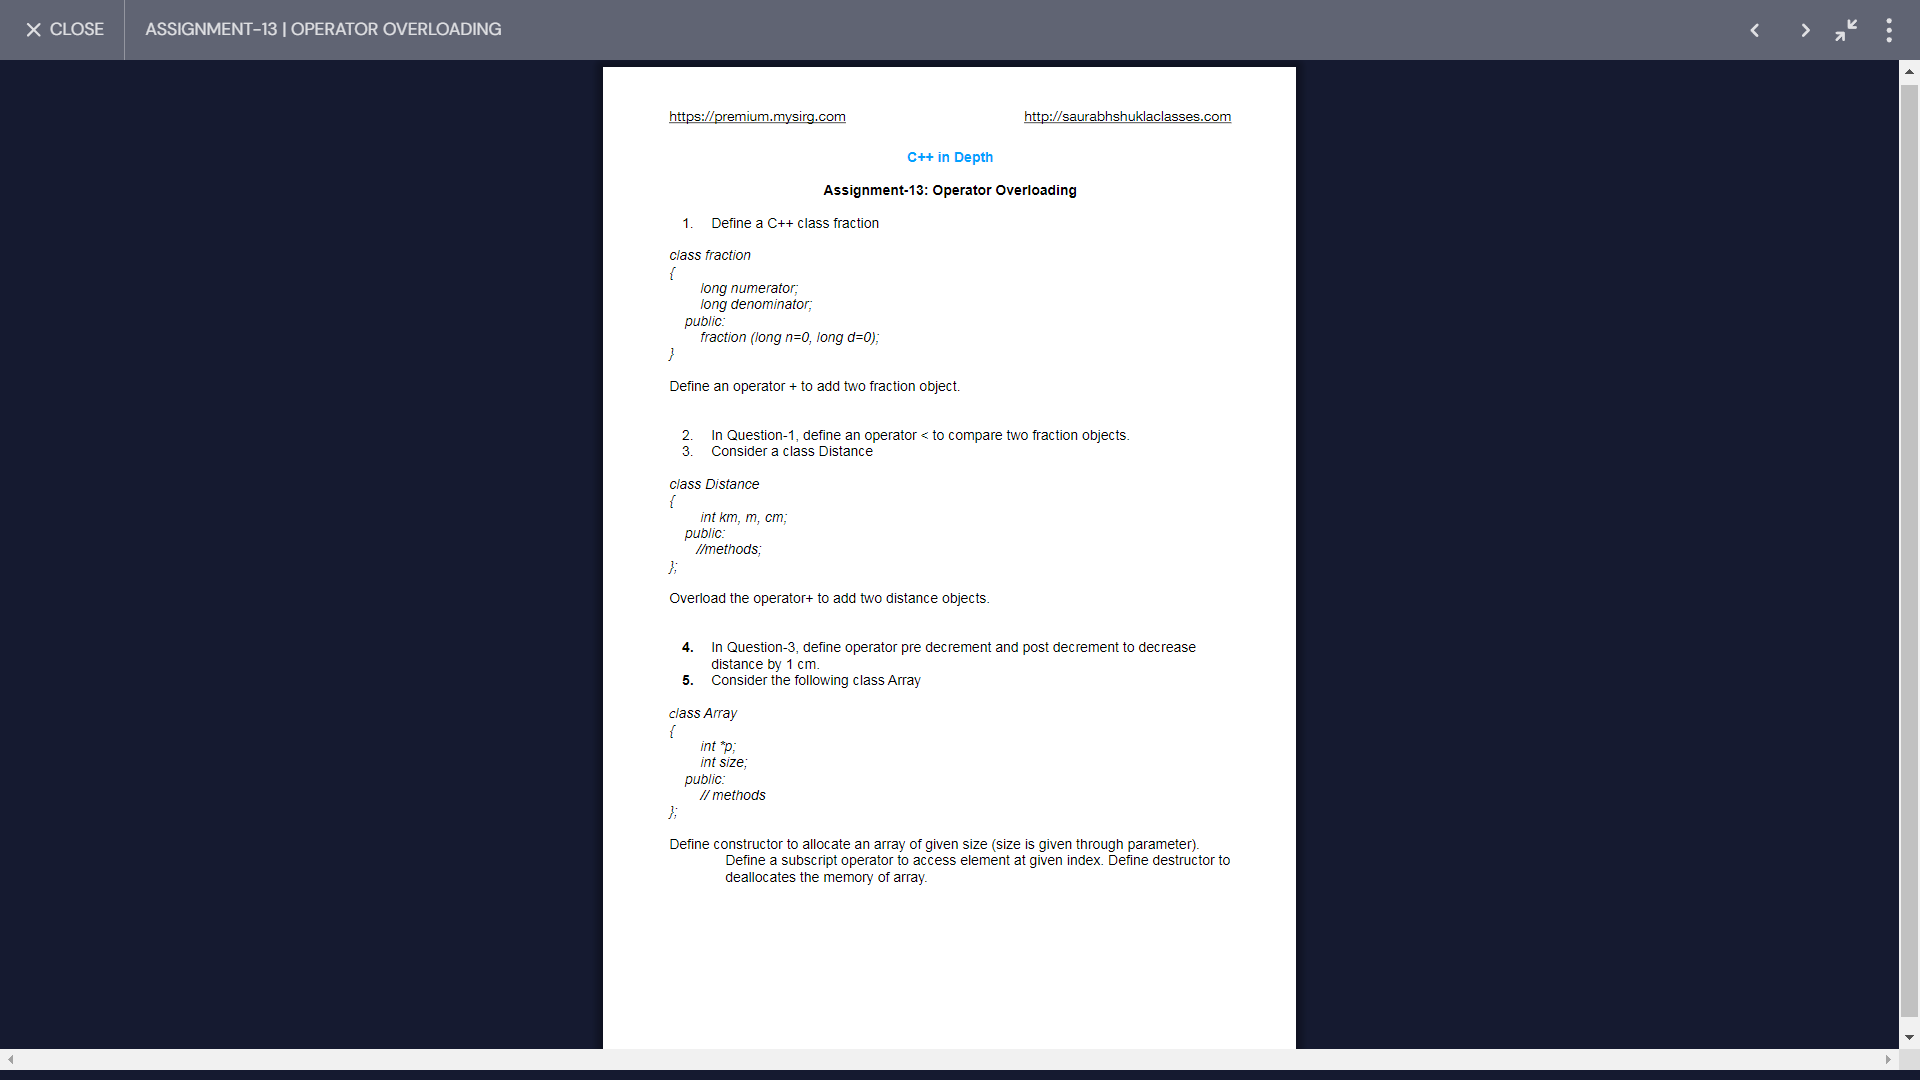 CLOSE
ASSIGNMENT-13 | OPERATOR OVERLOADING
https://premium.mysirg.com
http://saurabhshuklaclasses.com
C++ in Depth
Assignment-13: Operator Overloading
1. Define a C++ class fraction
class fraction
{
long numerator;
long denominator;
public:
fraction (long n=0, long d=0);
}
Define an operator + to add two fraction object.
2. In Question-1, define an operator < to compare two fraction objects.
3. Consider a class Distance
class Distance
{
int km, m, cm;
public:
//methods;
};
Overload the operator+ to add two distance objects.
4. In Question-3, define operator pre decrement and post decrement to decrease
distance by 1 cm.
5. Consider the following class Array
class Array
{
int *p;
int size;
public:
// methods
};
Define constructor to allocate an array of given size (size is given through parameter).
Define a subscript operator to access element at given index. Define destructor to
deallocates the memory of array.